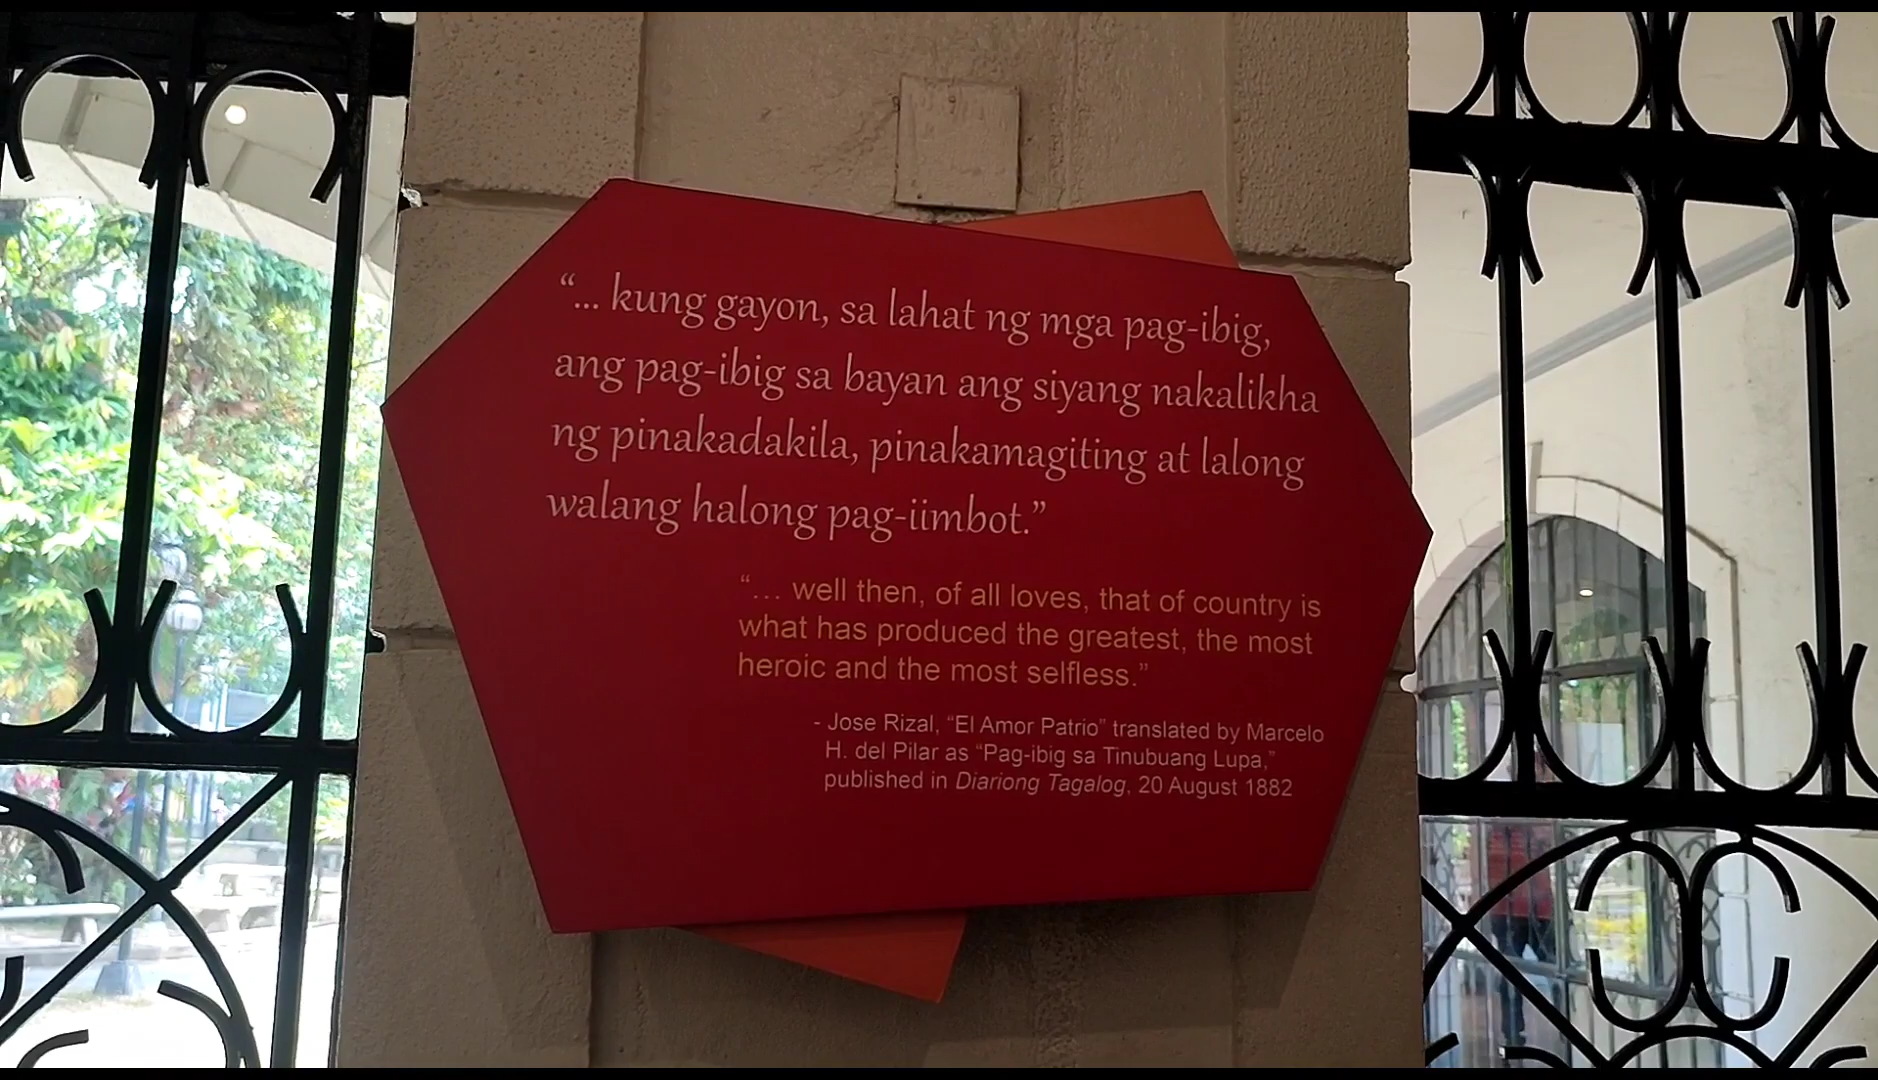 “... kung gayon, sa lahat ng mga pag-ibig,
ang pag-ibig sa bayan ang siyang nakalikha
ng pinakadakila, pinakamagiting at lalong
walang halong pag-iimbot.”
“... well then, of all loves, that of country is
what has produced the greatest, the most
heroic and the most selfless.”
- Jose Rizal, “El Amor Patrio” translated by Marcelo
H. del Pilar as “Pag-ibig sa Tinubuang Lupa,”
published in Diariong Tagalog, 20 August 1882